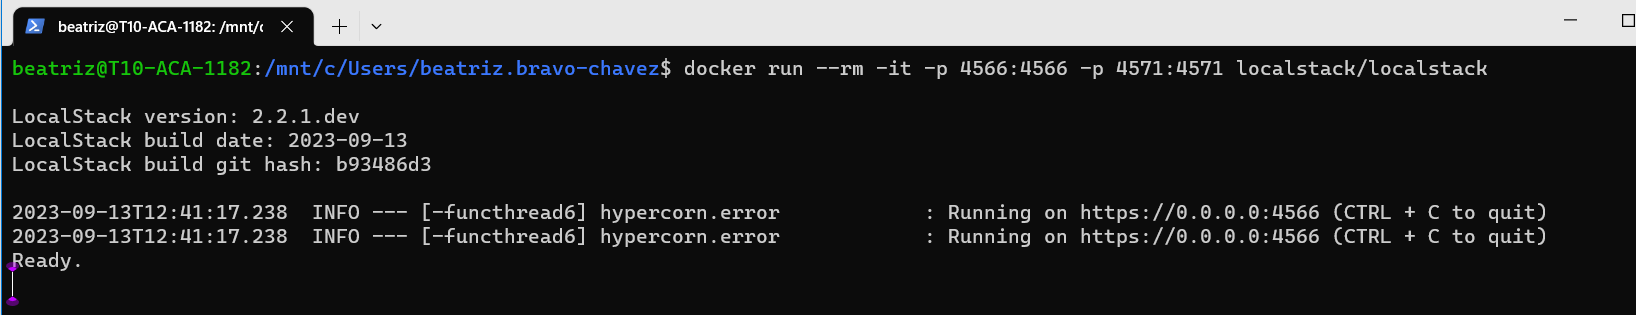 beatriz@T10-ACA-1182: /mnt/c
beatriz@T10-ACA-1182:/mnt/c/Users/beatriz.bravo-chavez$ docker run --rm -it -p 4566:4566 -p 4571:4571 localstack/localstack
LocalStack version: 2.2.1.dev
LocalStack build date: 2023-09-13
LocalStack build git hash: b93486d3
2023-09-13T12:41:17.238  INFO --- [-functhread6] hypercorn.error            : Running on https://0.0.0.0:4566 (CTRL + C to quit)
2023-09-13T12:41:17.238  INFO --- [-functhread6] hypercorn.error            : Running on https://0.0.0.0:4566 (CTRL + C to quit)
Ready.